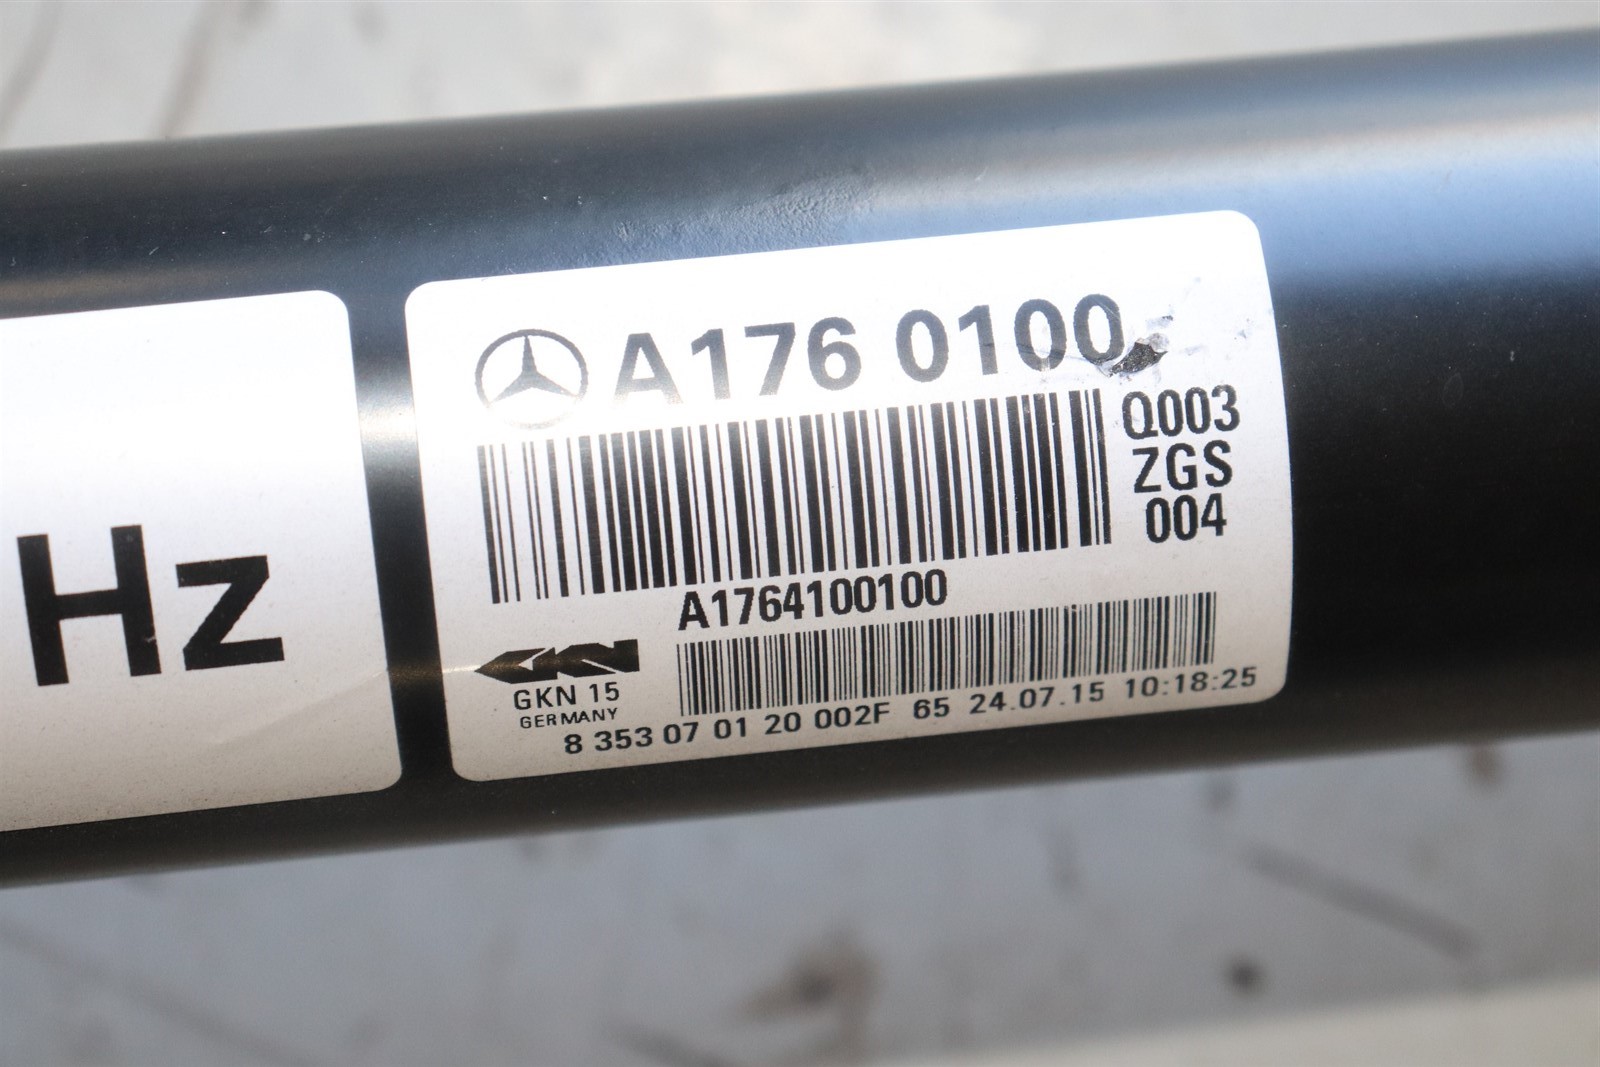 Hz
A176 0100
Q003
ZGS
004
A1764100100
GKN
GKN 15
GERMANY
8 353 07 01 20 002F 65 24.07.15 10:18:25